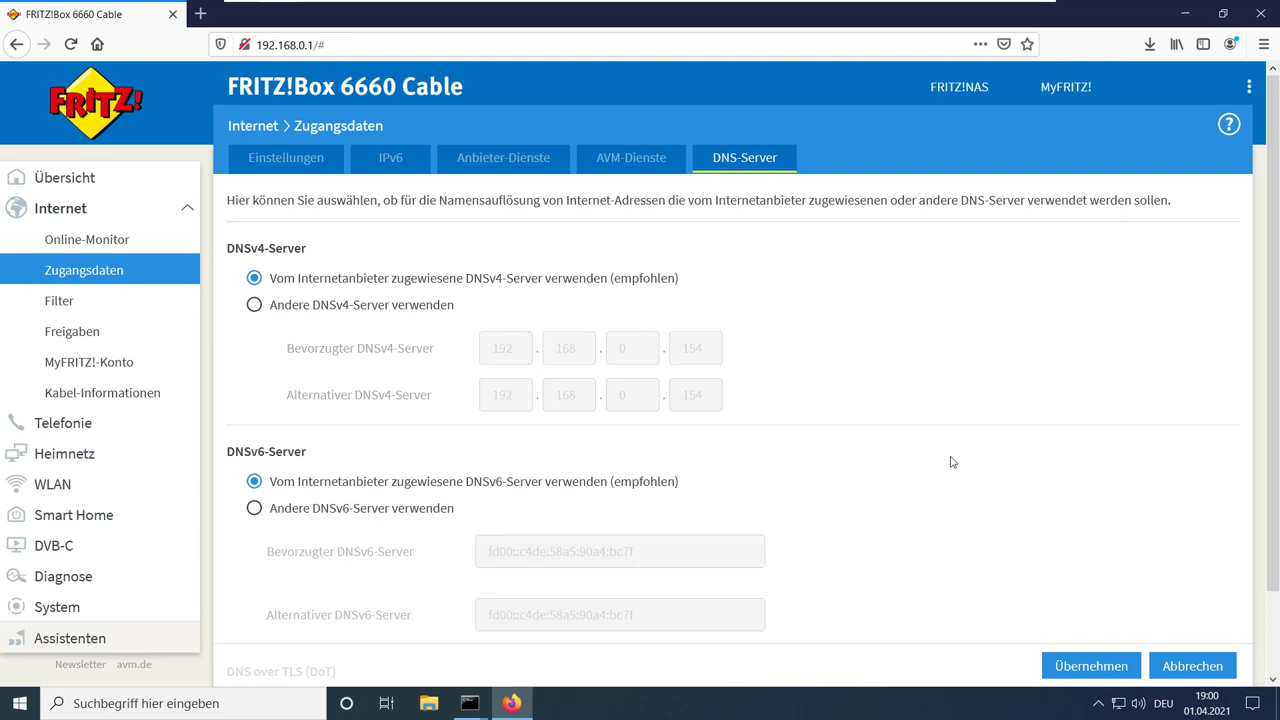 FRITZ!Box 6660 Cable
192.168.0.1/#
FRITZ!
FRITZ!Box 6660 Cable
FRITZ!NAS
MyFRITZ!
Internet > Zugangsdaten
?
Einstellungen
IPv6
Anbieter-Dienste
AVM-Dienste
DNS-Server
Übersicht
Internet
Online-Monitor
Zugangsdaten
Filter
Freigaben
MyFRITZ!-Konto
Kabel-Informationen
Telefonie
Heimnetz
WLAN
Smart Home
DVB-C
Diagnose
System
Assistenten
Newsletter avm.de
Hier können Sie auswählen, ob für die Namensauflösung von Internet-Adressen die vom Internetanbieter zugewiesenen oder andere DNS-Server verwendet werden sollen.
DNSv4-Server
Vom Internetanbieter zugewiesene DNSv4-Server verwenden (empfohlen)
Andere DNSv4-Server verwenden
Bevorzugter DNSv4-Server 192 . 168 . 0 . 154
Alternativer DNSv4-Server 192 . 168 . 0 . 154
DNSv6-Server
Vom Internetanbieter zugewiesene DNSv6-Server verwenden (empfohlen)
Andere DNSv6-Server verwenden
Bevorzugter DNSv6-Server fd00::c4de:58a5:90a4:bc7f
Alternativer DNSv6-Server fd00::c4de:58a5:90a4:bc7f
DNS over TLS (DoT)
Übernehmen
Abbrechen
Suchbegriff hier eingeben
DEU
19:00
01.04.2021